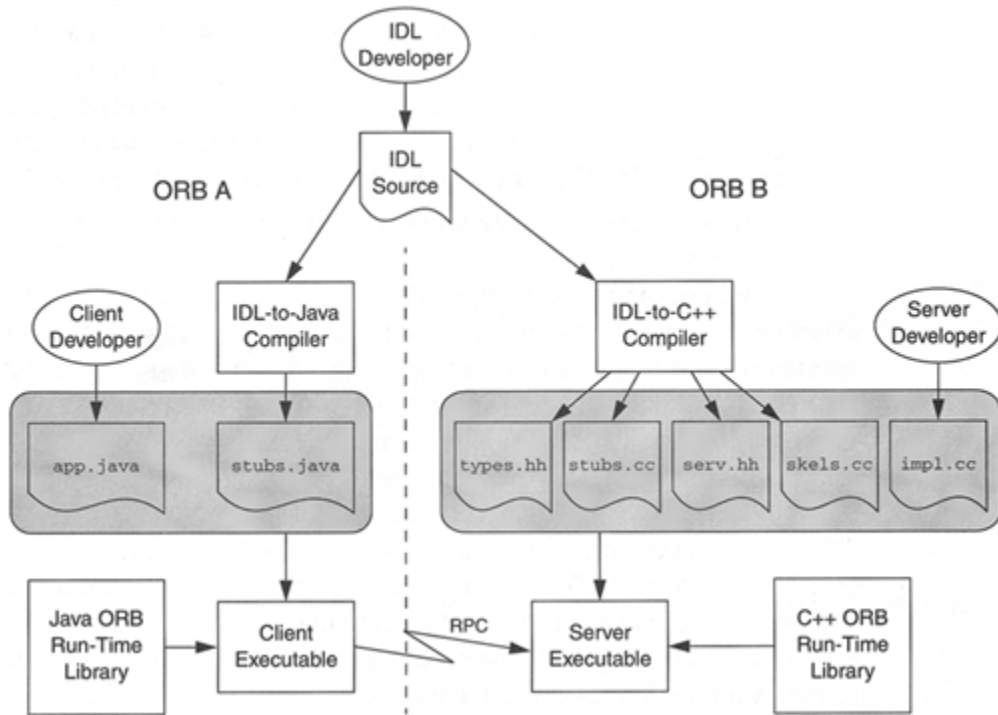 IDL
Developer
IDL
Source
ORB A
ORB B
Client
Developer
IDL-to-Java
Compiler
IDL-to-C++
Compiler
Server
Developer
app.java
stubs.java
types.hh
stubs.cc
serv.hh
skels.cc
impl.cc
Java ORB
Run-Time
Library
Client
Executable
RPC
Server
Executable
C++ ORB
Run-Time
Library